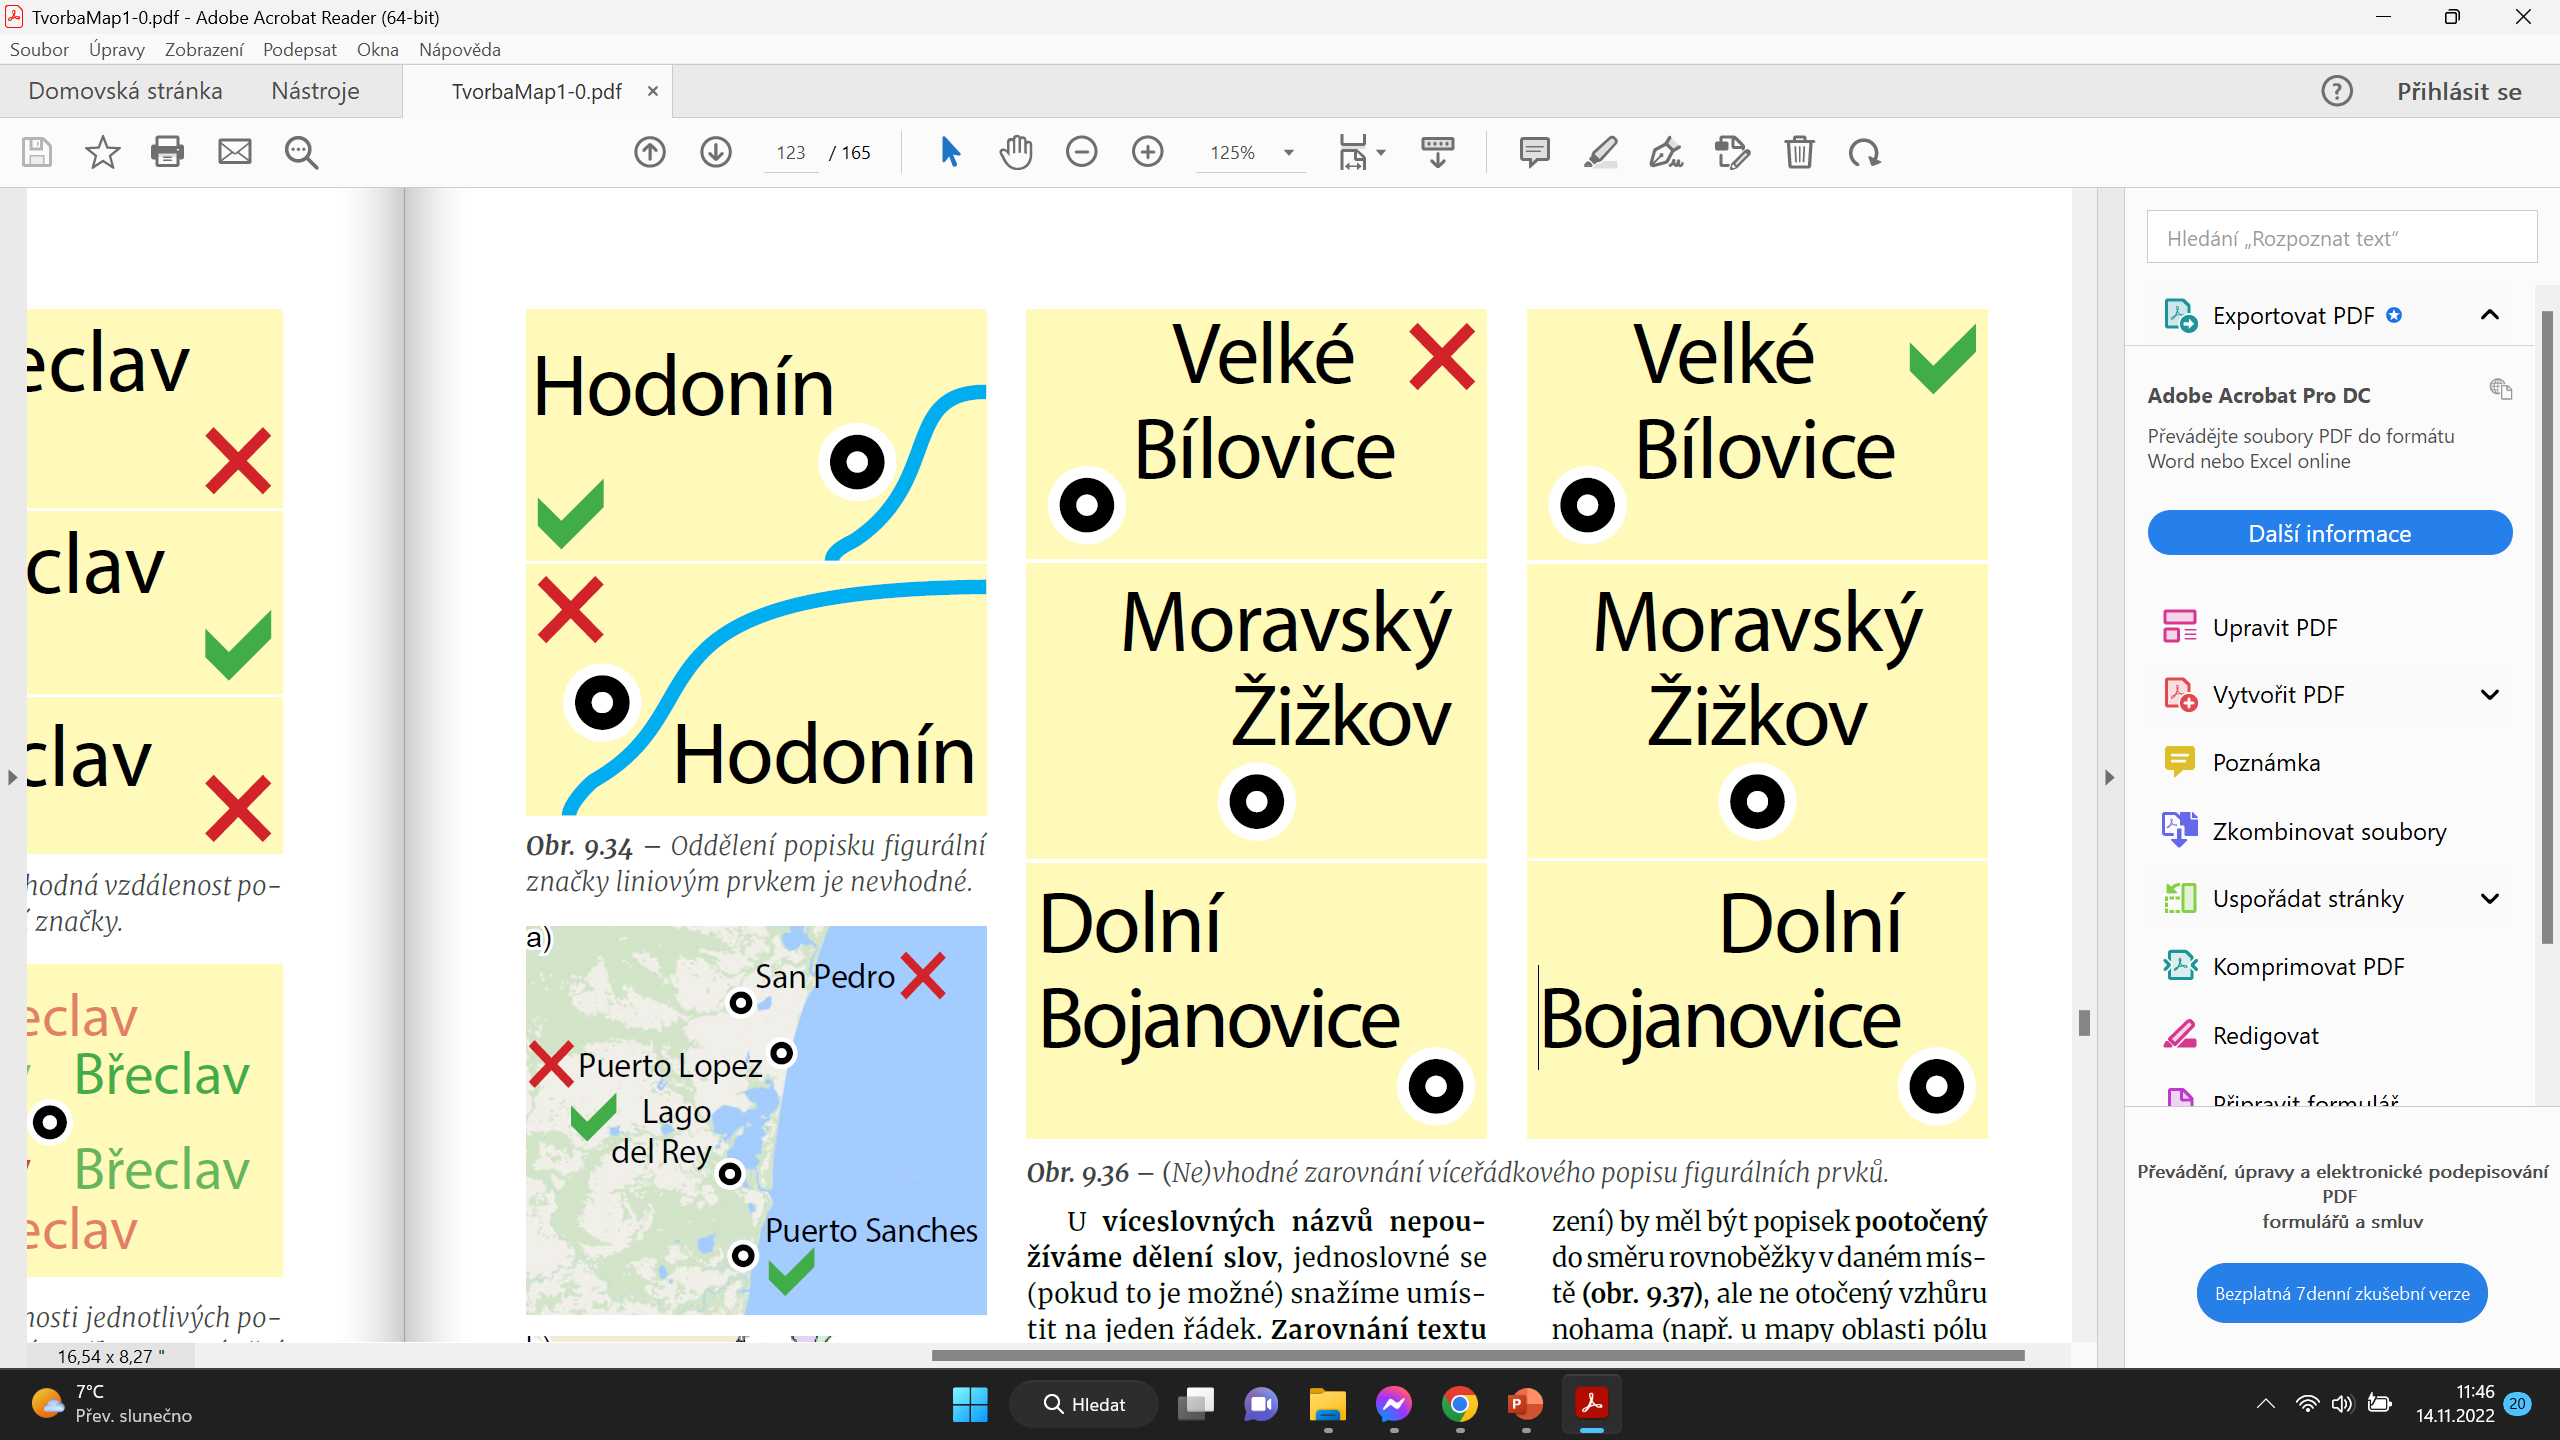 TvorbaMap1-0.pdf - Adobe Acrobat Reader (64-bit)
Soubor Úpravy Zobrazení Podepsat Okna Nápověda
Domovská stránka Nástroje TvorbaMap1-0.pdf × Přihlásit se
123 / 165 125%
eclav
clav
clav
hodná vzdálenost po-
značky.
eclav
Břeclav
Břeclav
eclav
nosti jednotlivých po-
Hodonín
Hodonín
Obr. 9.34 – Oddělení popisku figurální
značky liniovým prvkem je nevhodné.
a)
San Pedro
Puerto Lopez
Lago
del Rey
Puerto Sanches
b)
Velké
Bílovice
Moravský
Žižkov
Dolní
Bojanovice
Velké
Bílovice
Moravský
Žižkov
Dolní
Bojanovice
Obr. 9.36 – (Ne)vhodné zarovnání víceřádkového popisu figurálních prvků.
U víceslovných názvů nepou-
žíváme dělení slov, jednoslovné se
(pokud to je možné) snažíme umís-
tit na jeden řádek. Zarovnání textu
zení) by měl být popisek pootočený
do směru rovnoběžky v daném mís-
tě (obr. 9.37), ale ne otočený vzhůru
nohama (např. u mapy oblasti pólu
16,54 x 8,27 "
Hledání „Rozpoznat text“
Exportovat PDF
Adobe Acrobat Pro DC
Převádějte soubory PDF do formátu
Word nebo Excel online
Další informace
Upravit PDF
Vytvořit PDF
Poznámka
Zkombinovat soubory
Uspořádat stránky
Komprimovat PDF
Redigovat
Připravit formulář
Převádění, úpravy a elektronické podepisování
PDF
formulářů a smluv
Bezplatná 7denní zkušební verze
7°C
Přev. slunečno
Hledat
11:46
14.11.2022
20